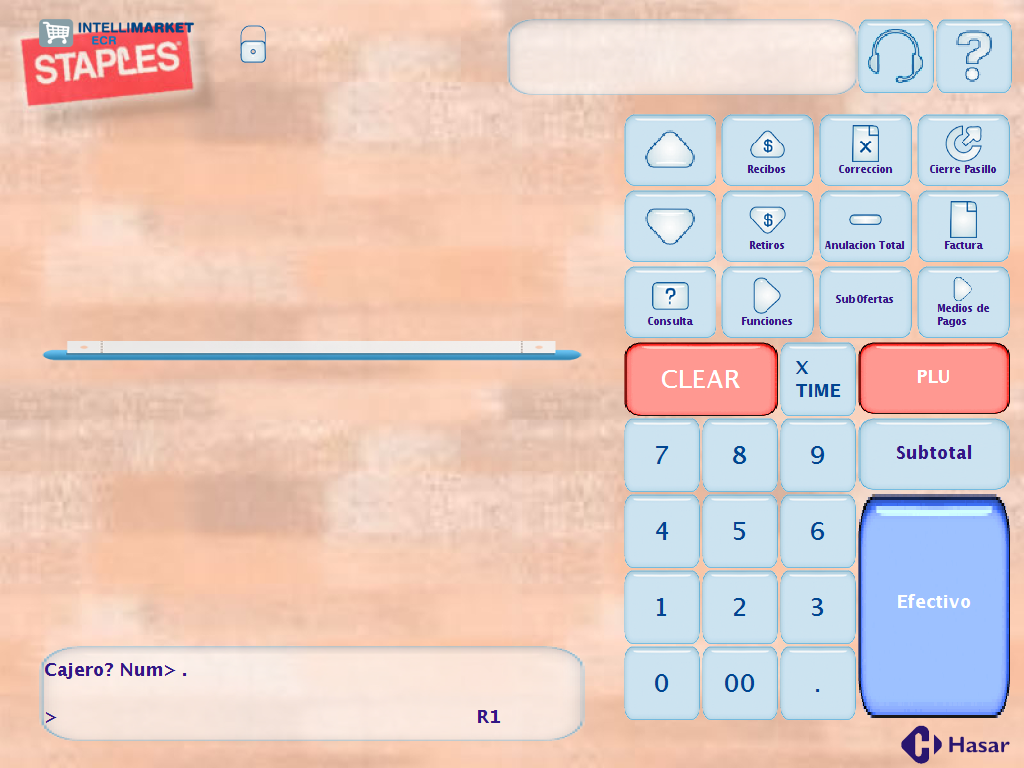 INTELLIMARKET
ECR
STAPLES
$
Recibos
X
Correccion
Cierre Pasillo
$
Retiros
Anulacion Total
Factura
?
Consulta
Funciones
SubOfertas
Medios de
Pagos
CLEAR
X
TIME
PLU
7
8
9
Subtotal
4
5
6
1
2
3
Efectivo
0
00
.
Cajero? Num> .
>
R1
Hasar